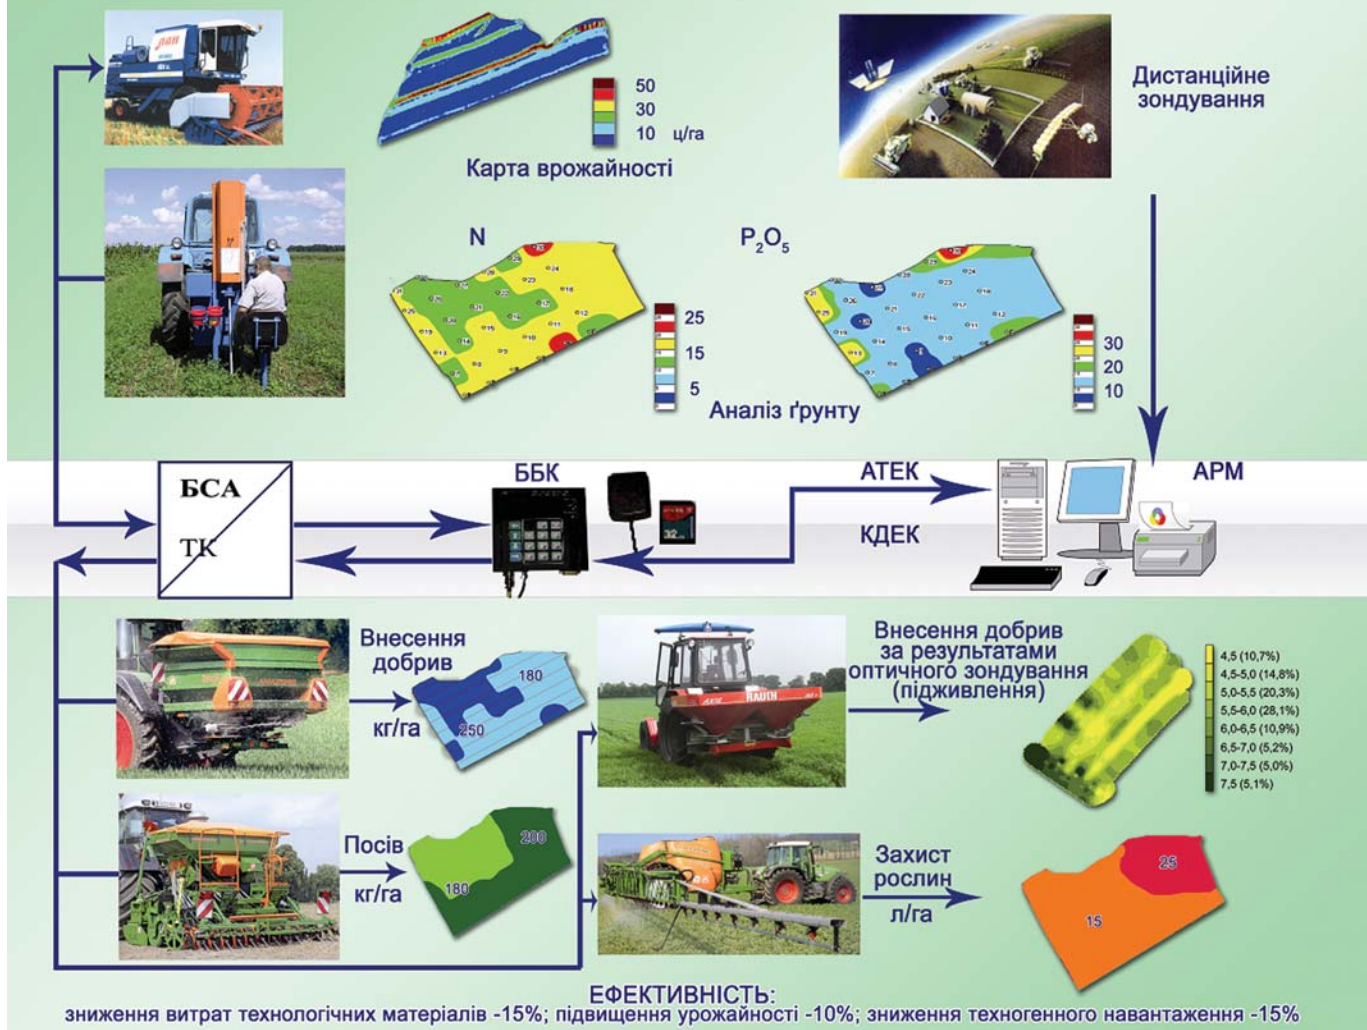 ЛАН
50
30
10 ц/га
Карта врожайності
Дистанційне
зондування
N
25
15
5
P₂O₅
30
20
10
Аналіз ґрунту
БСА
ТК
ББК
32
АТЕК
КДЕК
АРМ
Внесення
добрив
кг/га
180
250
RAUCH
Внесення добрив
за результатами
оптичного зондування
(підживлення)
4,5 (10,7%)
4,5-5,0 (14,8%)
5,0-5,5 (20,3%)
5,5-6,0 (28,1%)
6,0-6,5 (10,9%)
6,5-7,0 (5,2%)
7,0-7,5 (5,0%)
7,5 (5,1%)
Посів
кг/га
200
180
Захист
рослин
л/га
25
15
ЕФЕКТИВНІСТЬ:
зниження витрат технологічних матеріалів -15%; підвищення урожайності -10%; зниження техногенного навантаження -15%